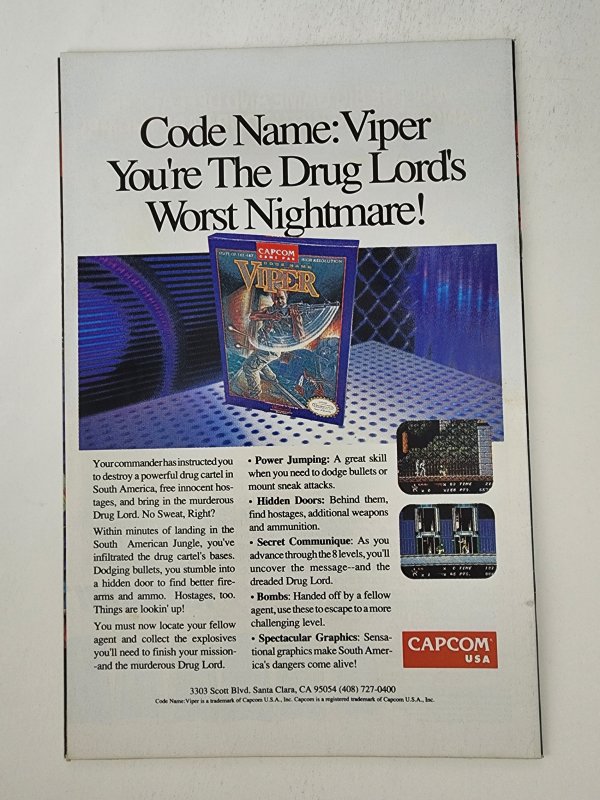 Code Name: Viper
You're The Drug Lord's
Worst Nightmare!
STATE-OF-THE-ART
CAPCOM
GAME PAK
HIGH RESOLUTION
CODE NAME
VIPER
Your commander has instructed you
to destroy a powerful drug cartel in
South America, free innocent hos-
tages, and bring in the murderous
Drug Lord. No Sweat, Right?
Within minutes of landing in the
South American Jungle, you've
infiltrated the drug cartel's bases.
Dodging bullets, you stumble into
a hidden door to find better fire-
arms and ammo. Hostages, too.
Things are lookin' up!
You must now locate your fellow
agent and collect the explosives
you'll need to finish your mission-
-and the murderous Drug Lord.
• Power Jumping: A great skill
when you need to dodge bullets or
mount sneak attacks.
• Hidden Doors: Behind them,
find hostages, additional weapons
and ammunition.
• Secret Communique: As you
advance through the 8 levels, you'll
uncover the message--and the
dreaded Drug Lord.
• Bombs: Handed off by a fellow
agent, use these to escape to a more
challenging level.
• Spectacular Graphics: Sensa-
tional graphics make South Amer-
ica's dangers come alive!
CAPCOM
USA
3303 Scott Blvd. Santa Clara, CA 95054 (408) 727-0400
Code Name: Viper is a trademark of Capcom U.S.A., Inc. Capcom is a registered trademark of Capcom U.S.A., Inc.